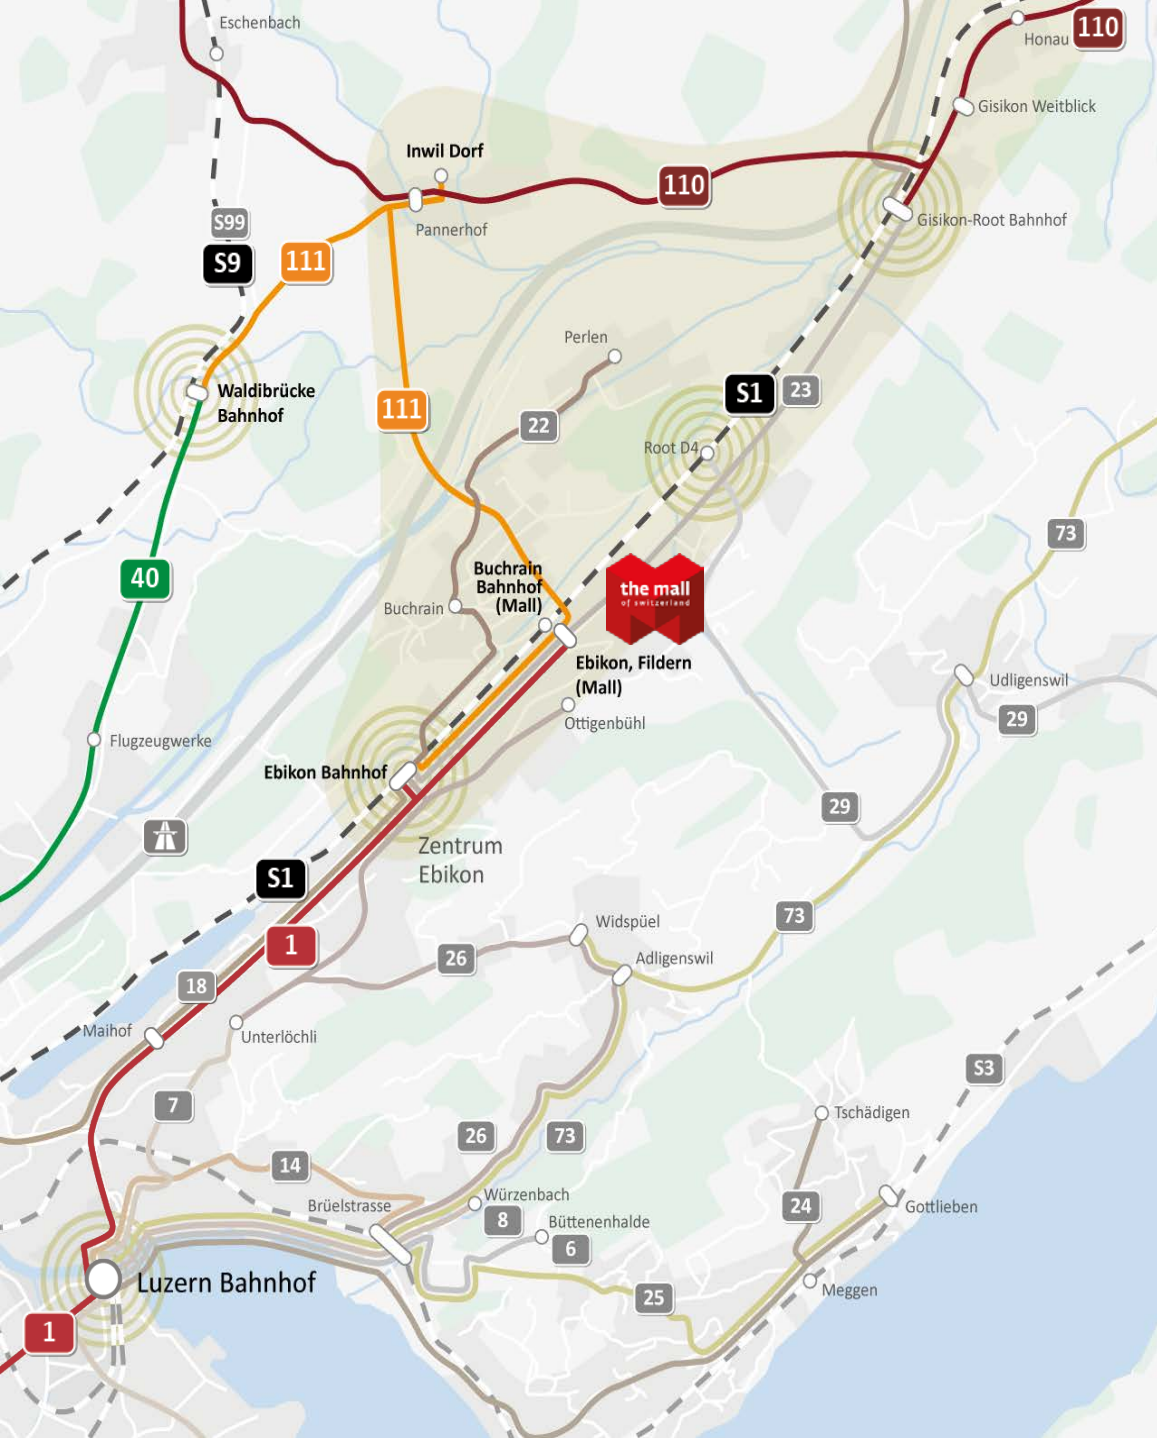 Eschenbach
Honau
110
Gisikon Weitblick
Inwil Dorf
110
Pannerhof
Gisikon-Root Bahnhof
S99
S9
111
Perlen
Waldibrücke
Bahnhof
111
S1
23
22
Root D4
73
40
Buchrain
Bahnhof
(Mall)
the mall
of switzerland
Buchrain
Ebikon, Fildern
(Mall)
Udligenswil
29
Ottigenbühl
Flugzeugwerke
Ebikon Bahnhof
29
Zentrum
Ebikon
S1
Widspüel
73
1
26
Adligenswil
18
Maihof
Unterlöchli
S3
7
Tschädigen
26
73
14
Würzenbach
Brüelstrasse
8
Büttenenhalde
24
Gottlieben
6
Luzern Bahnhof
Meggen
25
1